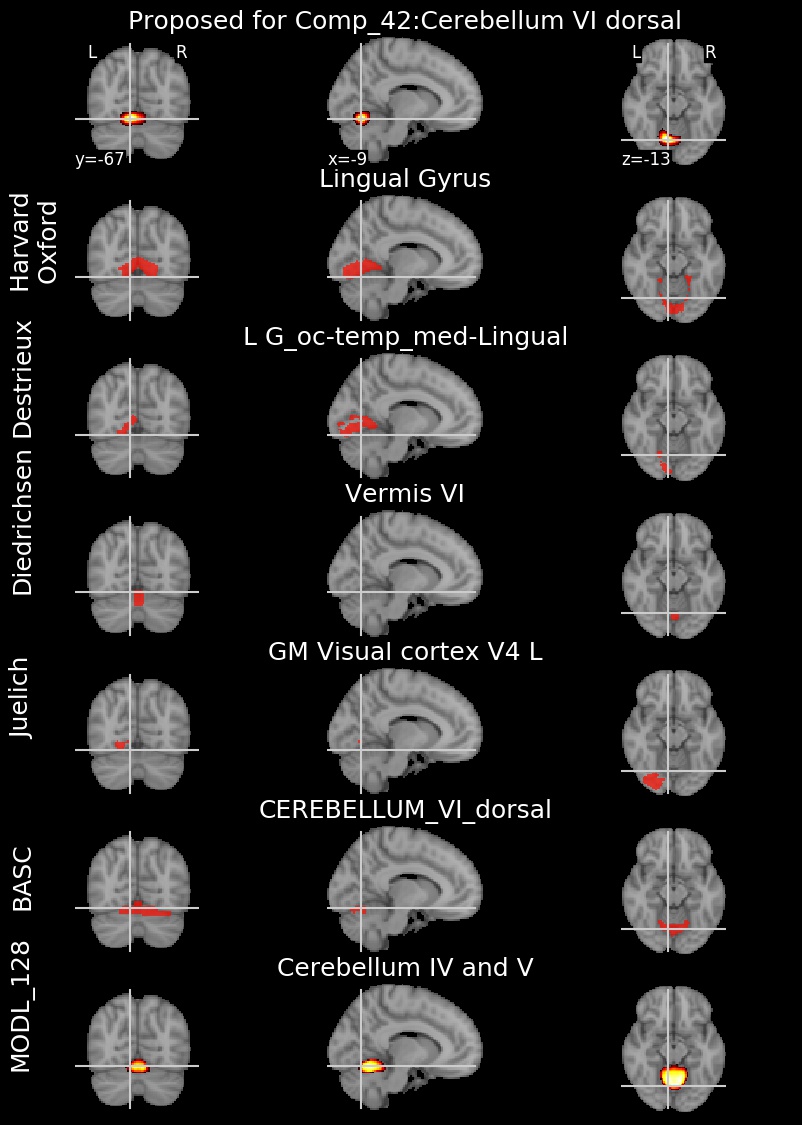 Proposed for Comp_42:Cerebellum VI dorsal
L R L R
y=-67 x=-9 z=-13
Lingual Gyrus
Harvard
Oxford
L G_oc-temp_med-Lingual
Destrieux
Vermis VI
Diedrichsen
GM Visual cortex V4 L
Juelich
CEREBELLUM_VI_dorsal
BASC
Cerebellum IV and V
MODL_128